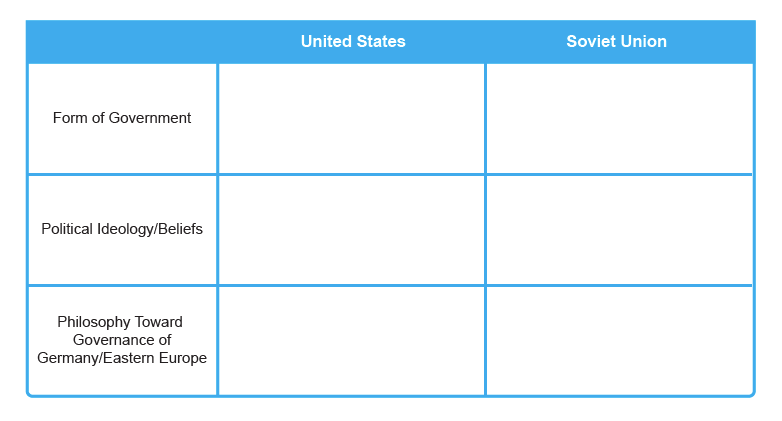 United States
Soviet Union
Form of Government
Political Ideology/Beliefs
Philosophy Toward
Governance of
Germany/Eastern Europe